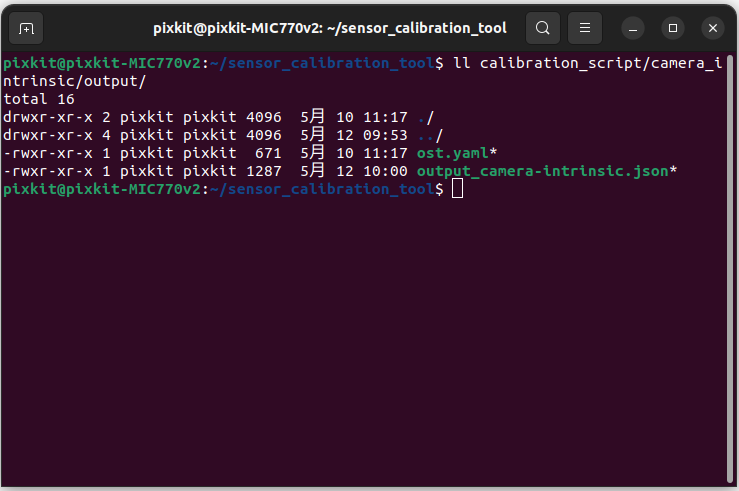 pixkit@pixkit-MIC770v2: ~/sensor_calibration_tool
pixkit@pixkit-MIC770v2:~/sensor_calibration_tool$ ll calibration_script/camera_i
ntrinsic/output/
total 16
drwxr-xr-x 2 pixkit pixkit 4096  5月 10 11:17 ./
drwxr-xr-x 4 pixkit pixkit 4096  5月 12 09:53 ../
-rwxr-xr-x 1 pixkit pixkit  671  5月 10 11:17 ost.yaml*
-rwxr-xr-x 1 pixkit pixkit 1287  5月 12 10:00 output_camera-intrinsic.json*
pixkit@pixkit-MIC770v2:~/sensor_calibration_tool$